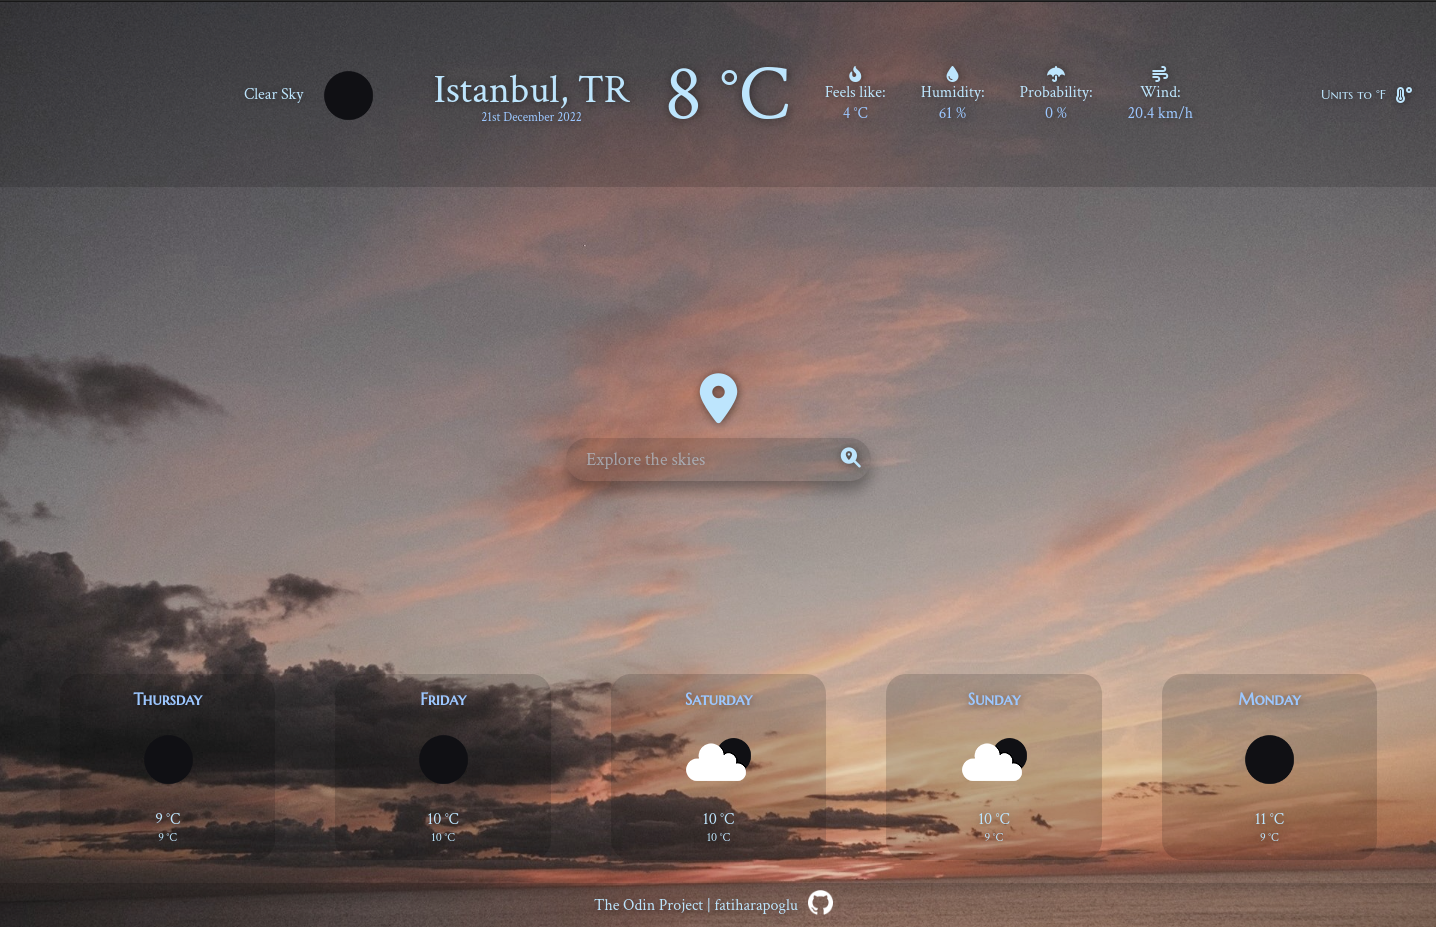 Clear Sky
Istanbul, TR
21st December 2022
8 °C
Feels like:
4 °C
Humidity:
61 %
Probability:
0 %
Wind:
20.4 km/h
Units to °F
Explore the skies
Thursday
9 °C
9 °C
Friday
10 °C
10 °C
Saturday
10 °C
10 °C
Sunday
10 °C
9 °C
Monday
11 °C
9 °C
The Odin Project | fatiharapoglu